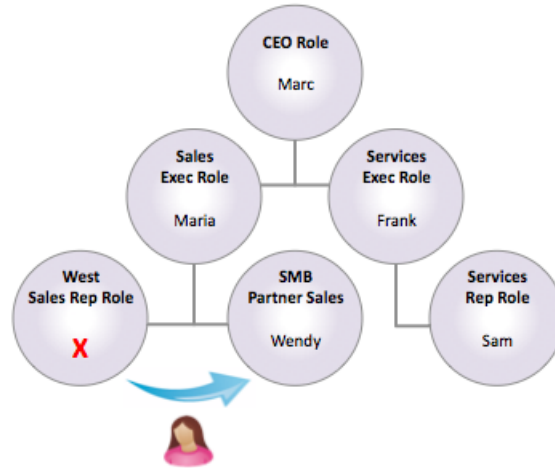 CEO Role
Marc
Sales
Exec Role
Maria
Services
Exec Role
Frank
West
Sales Rep Role
X
SMB
Partner Sales
Wendy
Services
Rep Role
Sam